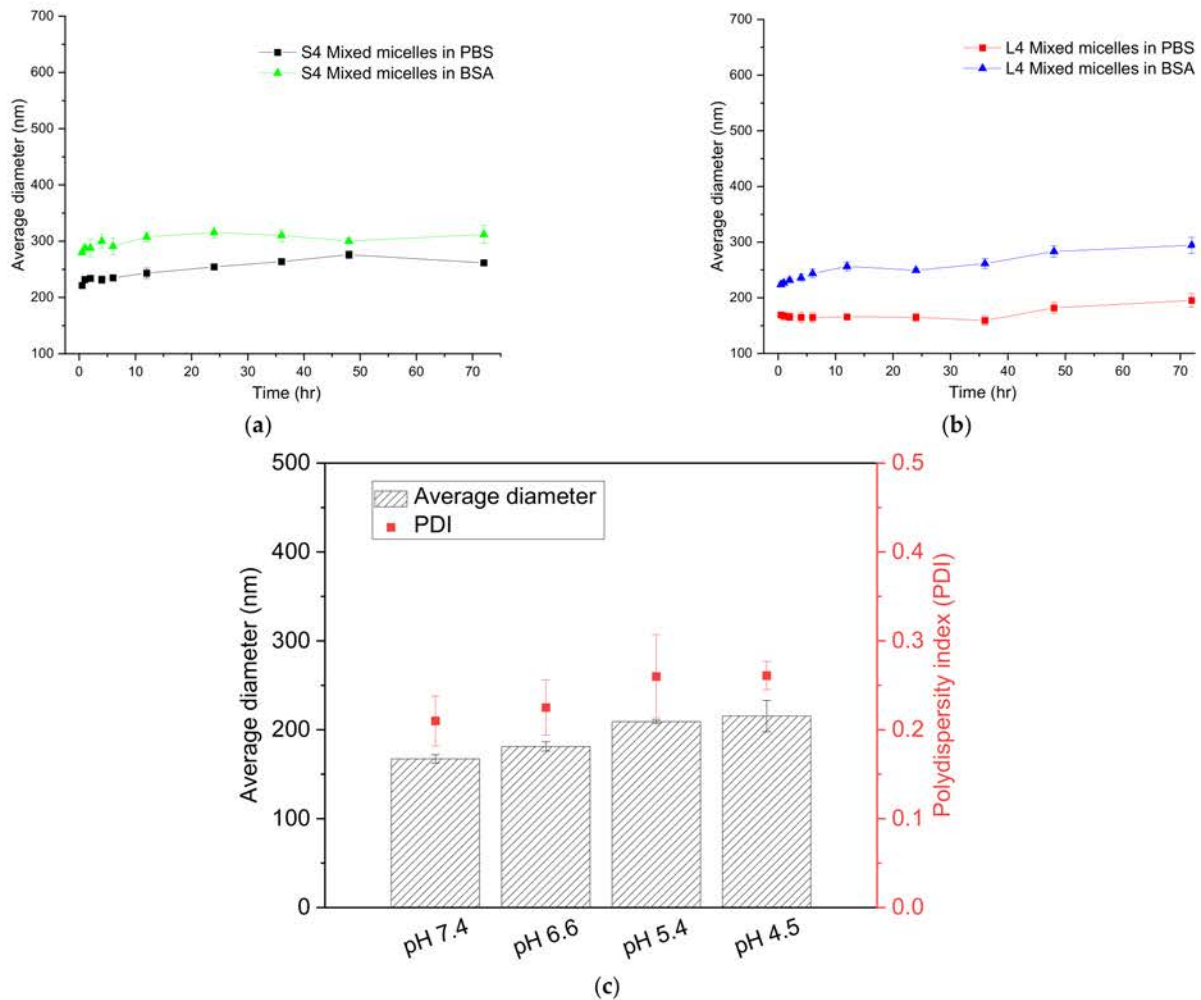 700
600
500
400
300
200
100
Average diameter (nm)
S4 Mixed micelles in PBS
S4 Mixed micelles in BSA
0 10 20 30 40 50 60 70
Time (hr)
(a)
700
600
500
400
300
200
100
Average diameter (nm)
L4 Mixed micelles in PBS
L4 Mixed micelles in BSA
0 10 20 30 40 50 60 70
Time (hr)
(b)
500
400
300
200
100
0
Average diameter (nm)
Average diameter
PDI
0.5
0.4
0.3
0.2
0.1
0.0
Polydispersity index (PDI)
pH 7.4 pH 6.6 pH 5.4 pH 4.5
(c)